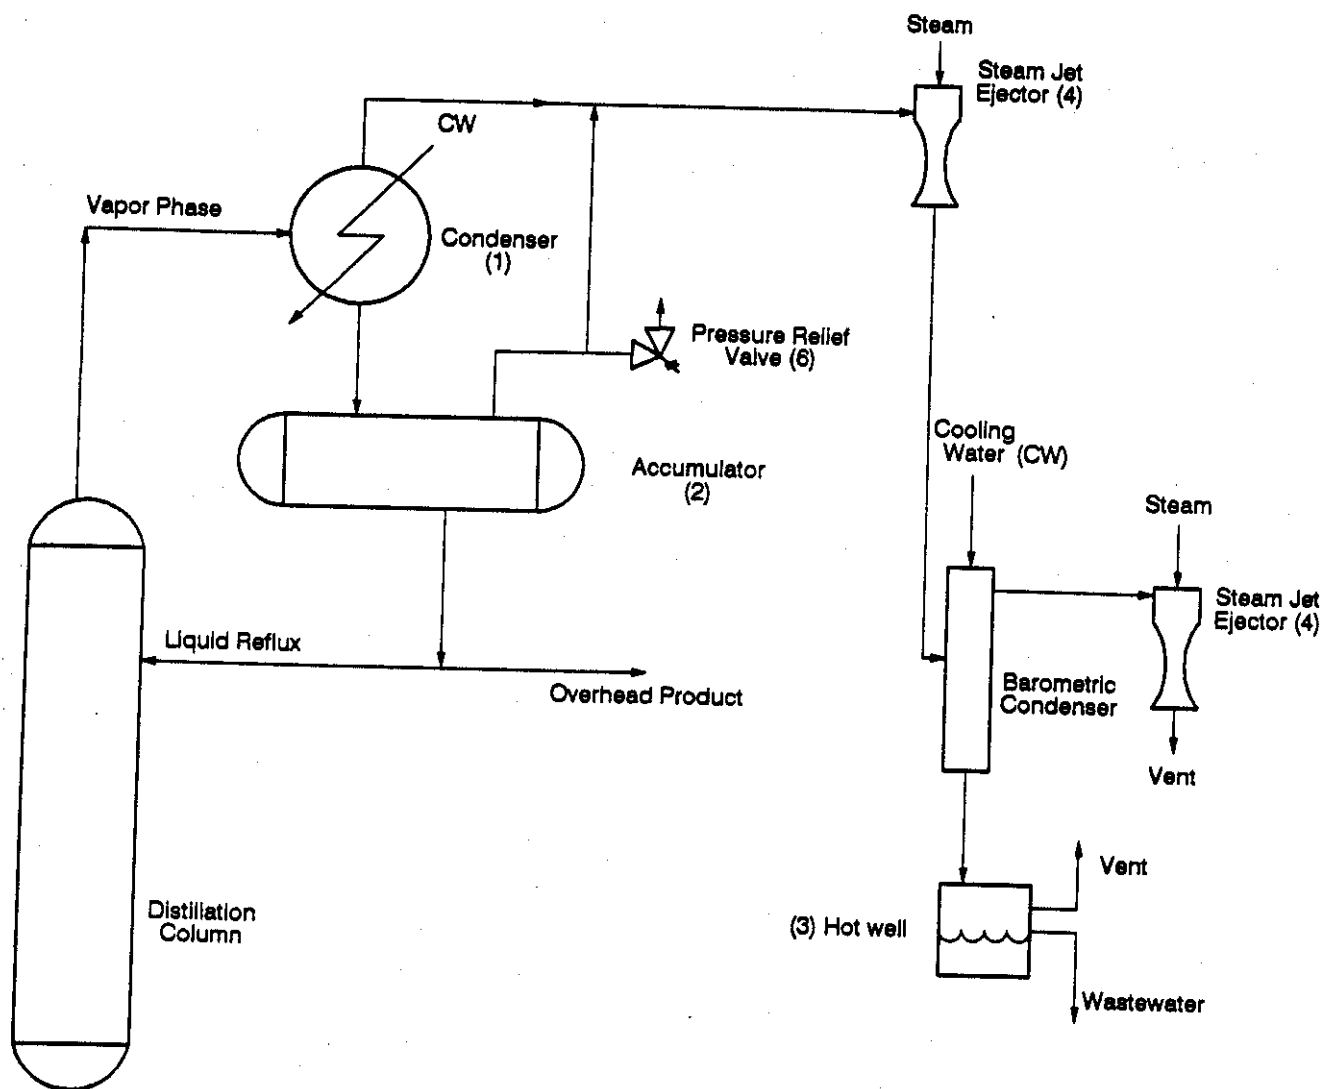 Steam
Steam Jet
Ejector (4)
CW
Vapor Phase
Condenser
(1)
Pressure Relief
Valve (6)
Cooling
Water (CW)
Accumulator
(2)
Steam
Steam Jet
Ejector (4)
Liquid Reflux
Overhead Product
Barometric
Condenser
Vent
Vent
Distillation
Column
(3) Hot well
Wastewater